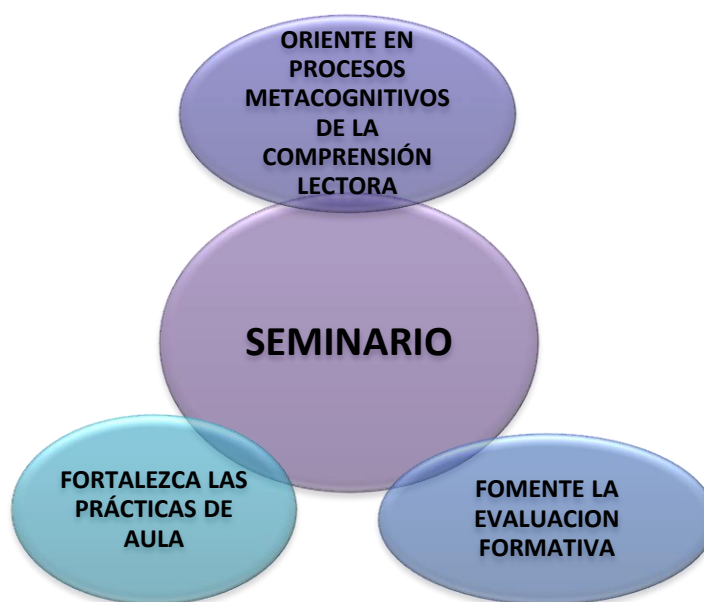 ORIENTE EN
PROCESOS
METACOGNITIVOS
DE LA
COMPRENSIÓN
LECTORA
SEMINARIO
FORTALEZCA LAS
PRÁCTICAS DE
AULA
FOMENTE LA
EVALUACION
FORMATIVA